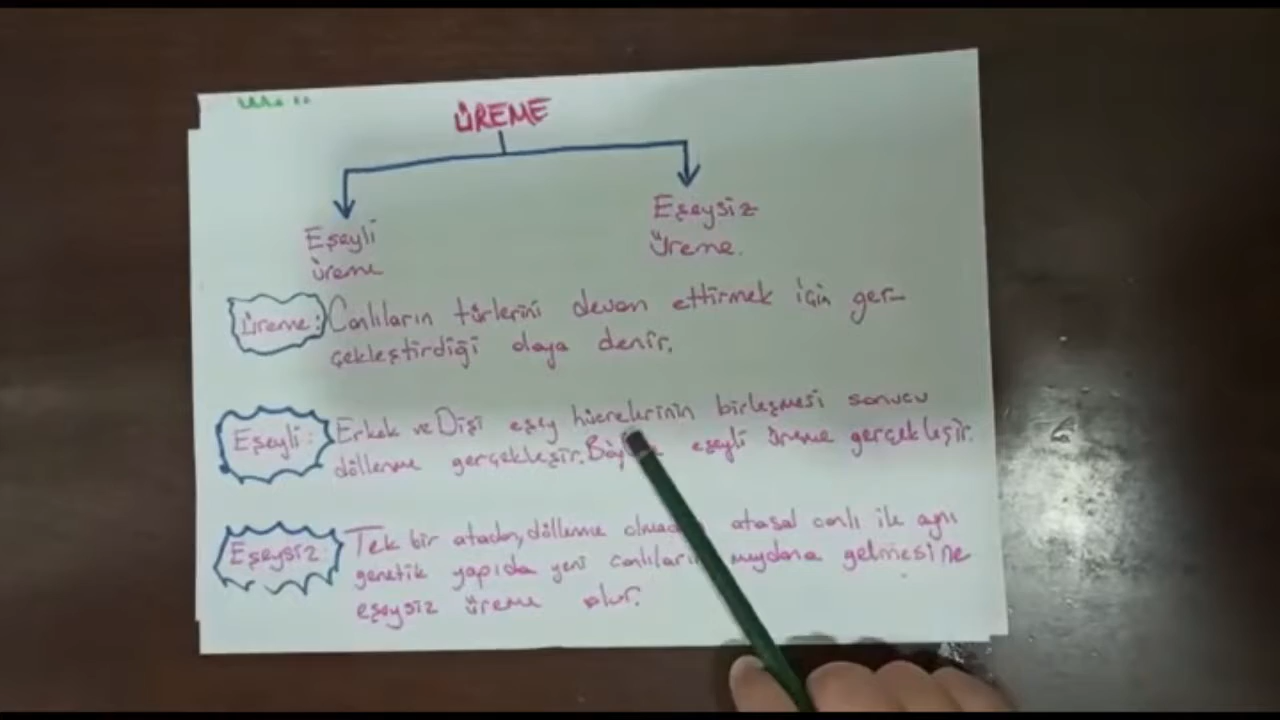 ÜREME
Eşeyli
üreme
Eşeysiz
Üreme.
Üreme: Canlıların türlerini devam ettirmek için ger-
çekleştirdiği olaya denir.
Eşeyli: Erkek ve Dişi eşey hücrelerinin birleşmesi sonucu
döllenme gerçekleşir. eşeyli üreme gerçekleşir.
Eşeysiz: Tek bir atadan, döllenme atasal canlı ile aynı
genetik yapıda yeni canlıların meydana gelmesine
eşeysiz üreme olur.